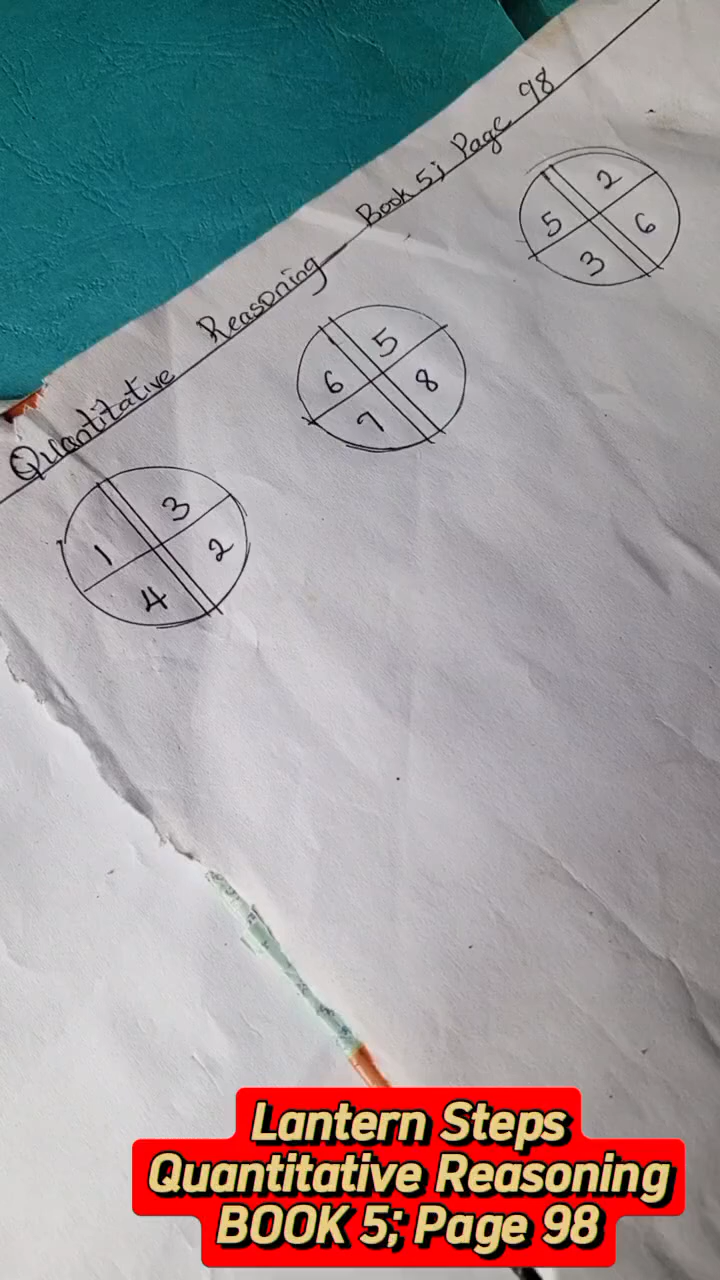 Quantitative Reasoning Book 5; Page 98
1 3
4 2
6 5
7 8
5 2
3 6
Lantern Steps
Quantitative Reasoning
BOOK 5; Page 98